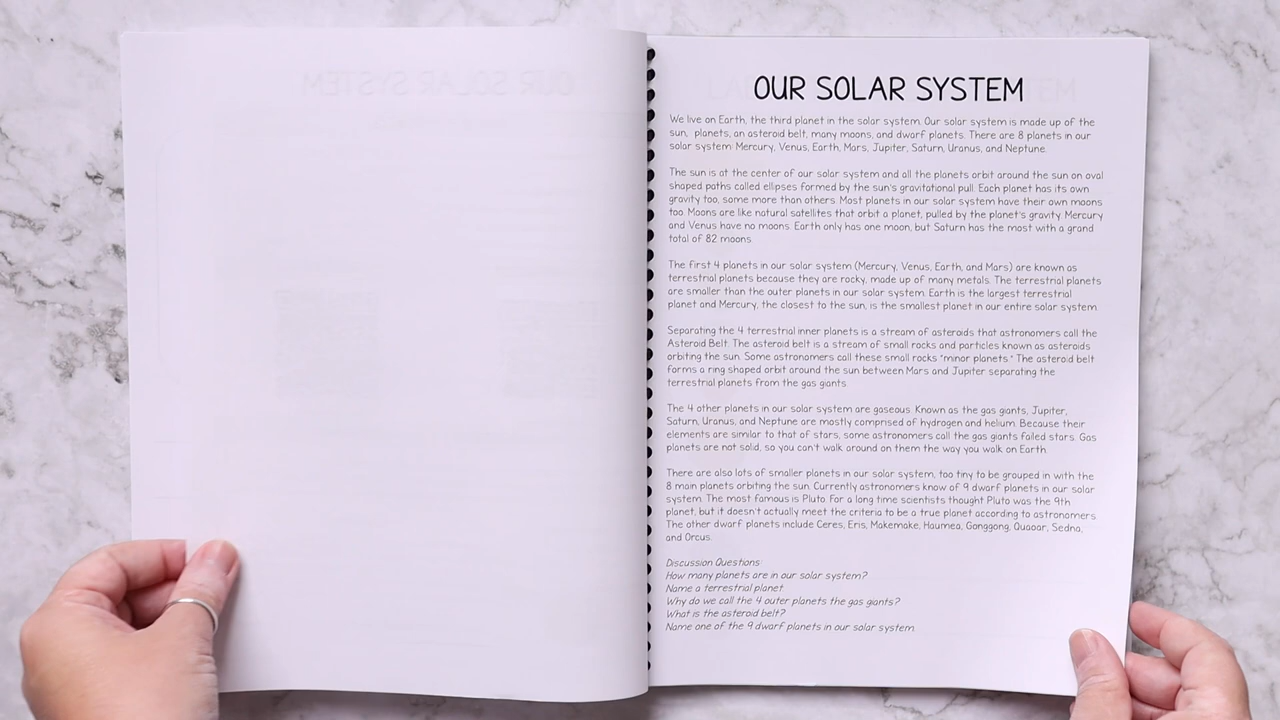 OUR SOLAR SYSTEM
We live on Earth, the third planet in the solar system. Our solar system is made up of the
sun, planets, an asteroid belt, many moons, and dwarf planets. There are 8 planets in our
solar system: Mercury, Venus, Earth, Mars, Jupiter, Saturn, Uranus, and Neptune.
The sun is at the center of our solar system and all the planets orbit around the sun on oval
shaped paths called ellipses formed by the sun's gravitational pull. Each planet has its own
gravity too, some more than others. Most planets in our solar system have their own moons
too. Moons are like natural satellites that orbit a planet, pulled by the planet's gravity. Mercury
and Venus have no moons. Earth only has one moon, but Saturn has the most with a grand
total of 82 moons.
The first 4 planets in our solar system (Mercury, Venus, Earth, and Mars) are known as
terrestrial planets because they are rocky, made up of many metals. The terrestrial planets
are smaller than the outer planets in our solar system. Earth is the largest terrestrial
planet and Mercury, the closest to the sun, is the smallest planet in our entire solar system.
Separating the 4 terrestrial inner planets is a stream of asteroids that astronomers call the
Asteroid Belt. The asteroid belt is a stream of small rocks and particles known as asteroids
orbiting the sun. Some astronomers call these small rocks "minor planets." The asteroid belt
forms a ring shaped orbit around the sun between Mars and Jupiter separating the
terrestrial planets from the gas giants.
The 4 other planets in our solar system are gaseous. Known as the gas giants, Jupiter,
Saturn, Uranus, and Neptune are mostly comprised of hydrogen and helium. Because their
elements are similar to that of stars, some astronomers call the gas giants failed stars. Gas
planets are not solid, so you can't walk around on them the way you walk on Earth.
There are also lots of smaller planets in our solar system, too tiny to be grouped in with the
8 main planets orbiting the sun. Currently astronomers know of 9 dwarf planets in our solar
system. The most famous is Pluto. For a long time scientists thought Pluto was the 9th
planet, but it doesn't actually meet the criteria to be a true planet according to astronomers.
The other dwarf planets include Ceres, Eris, Makemake, Haumea, Gonggong, Quaoar, Sedna,
and Orcus.
Discussion Questions:
How many planets are in our solar system?
Name a terrestrial planet.
Why do we call the 4 outer planets the gas giants?
What is the asteroid belt?
Name one of the 9 dwarf planets in our solar system.